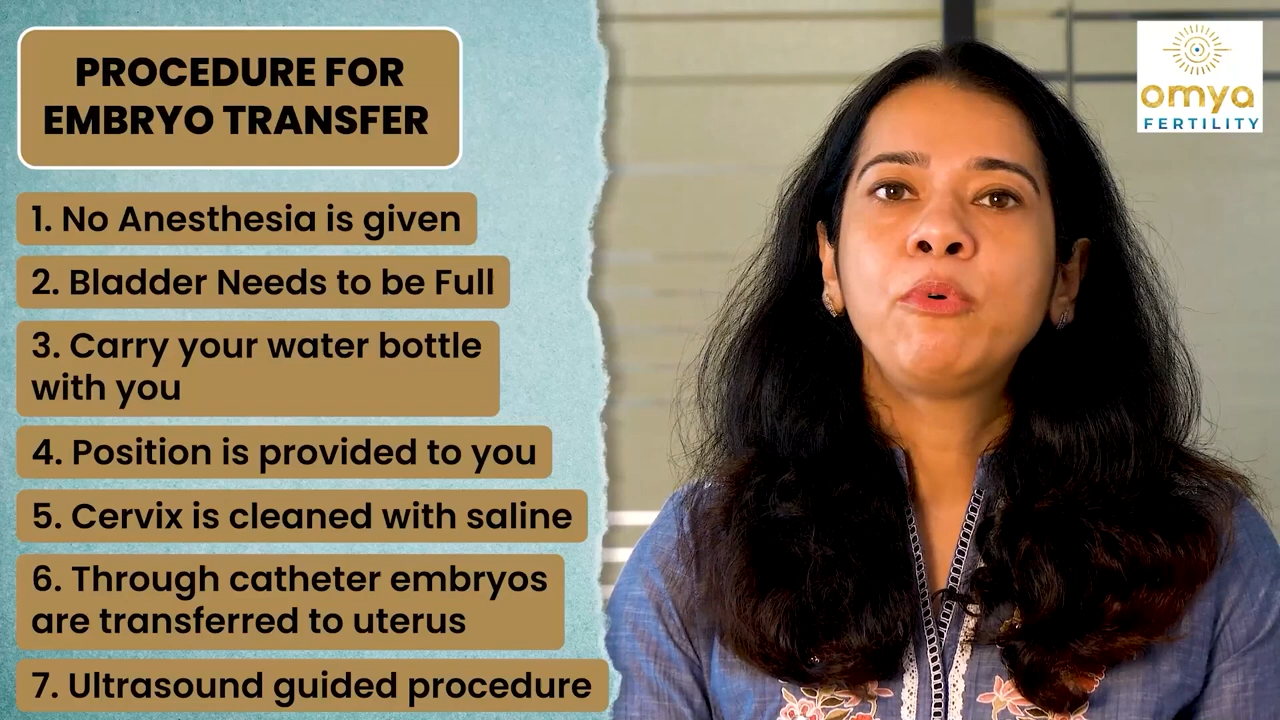 PROCEDURE FOR
EMBRYO TRANSFER
1. No Anesthesia is given
2. Bladder Needs to be Full
3. Carry your water bottle
with you
4. Position is provided to you
5. Cervix is cleaned with saline
6. Through catheter embryos
are transferred to uterus
7. Ultrasound guided procedure
omya
FERTILITY